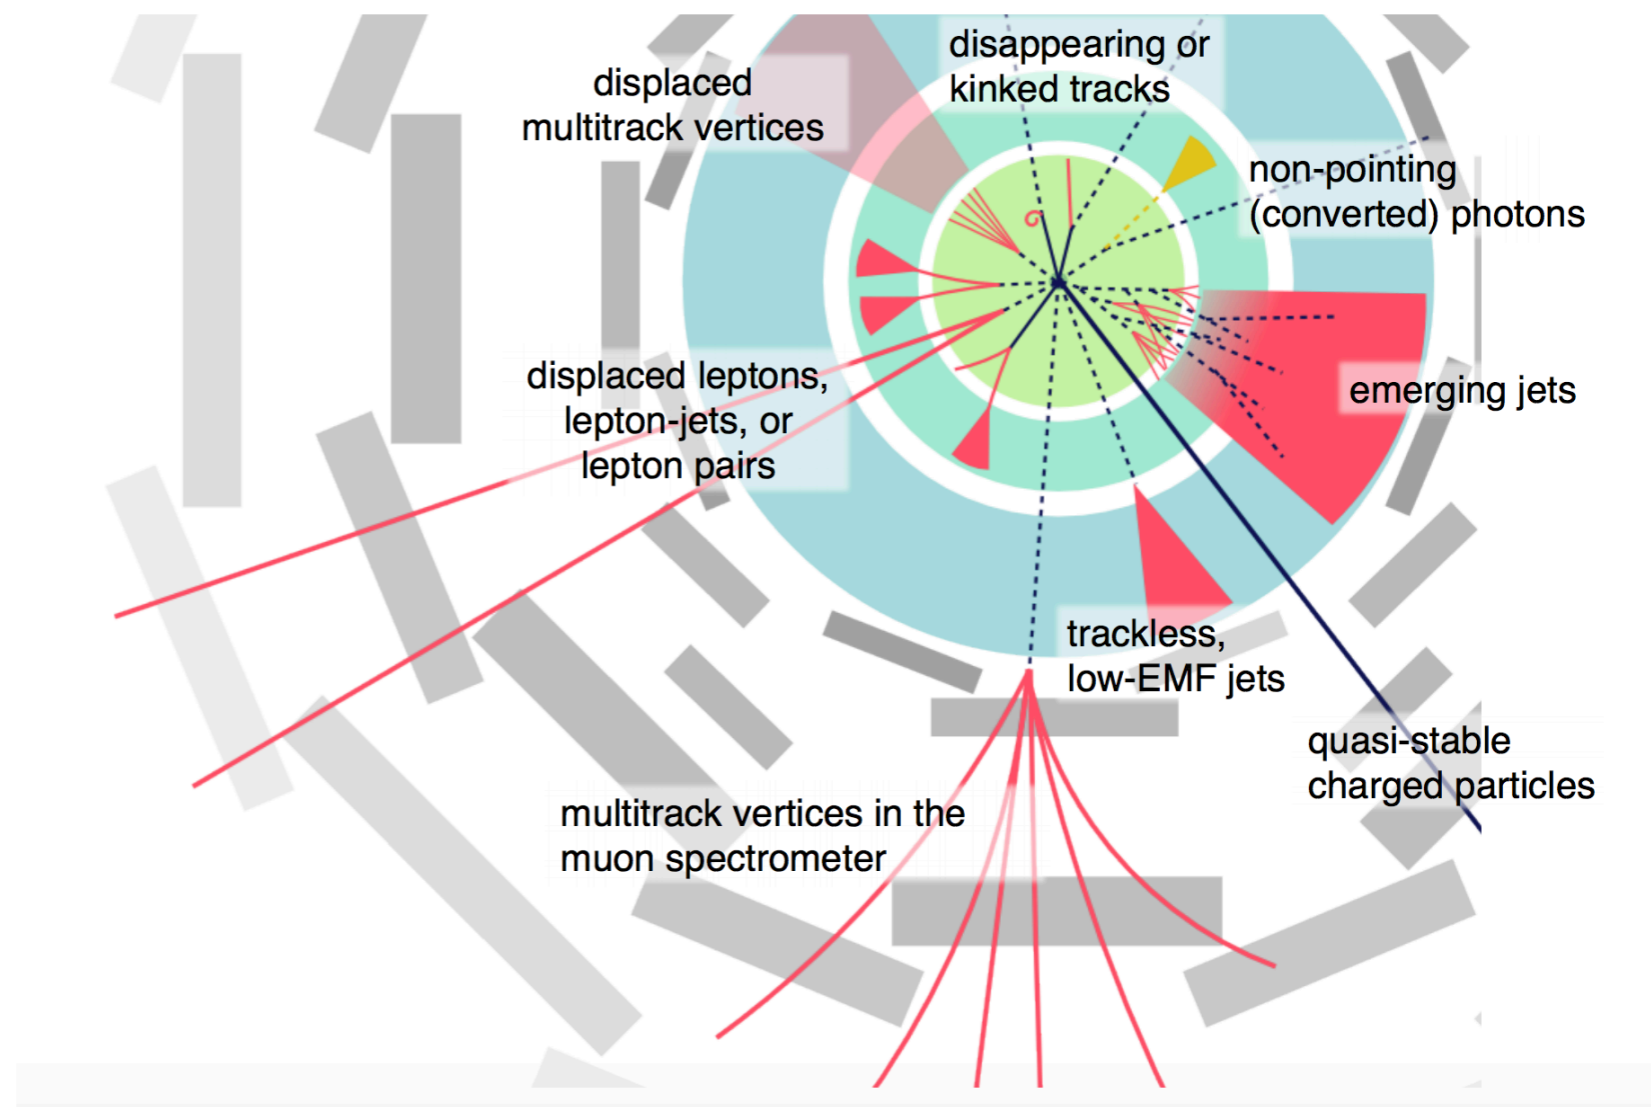 disappearing or
kinked tracks
displaced
multitrack vertices
non-pointing
(converted) photons
displaced leptons,
lepton-jets, or
lepton pairs
emerging jets
trackless,
low-EMF jets
quasi-stable
charged particles
multitrack vertices in the
muon spectrometer